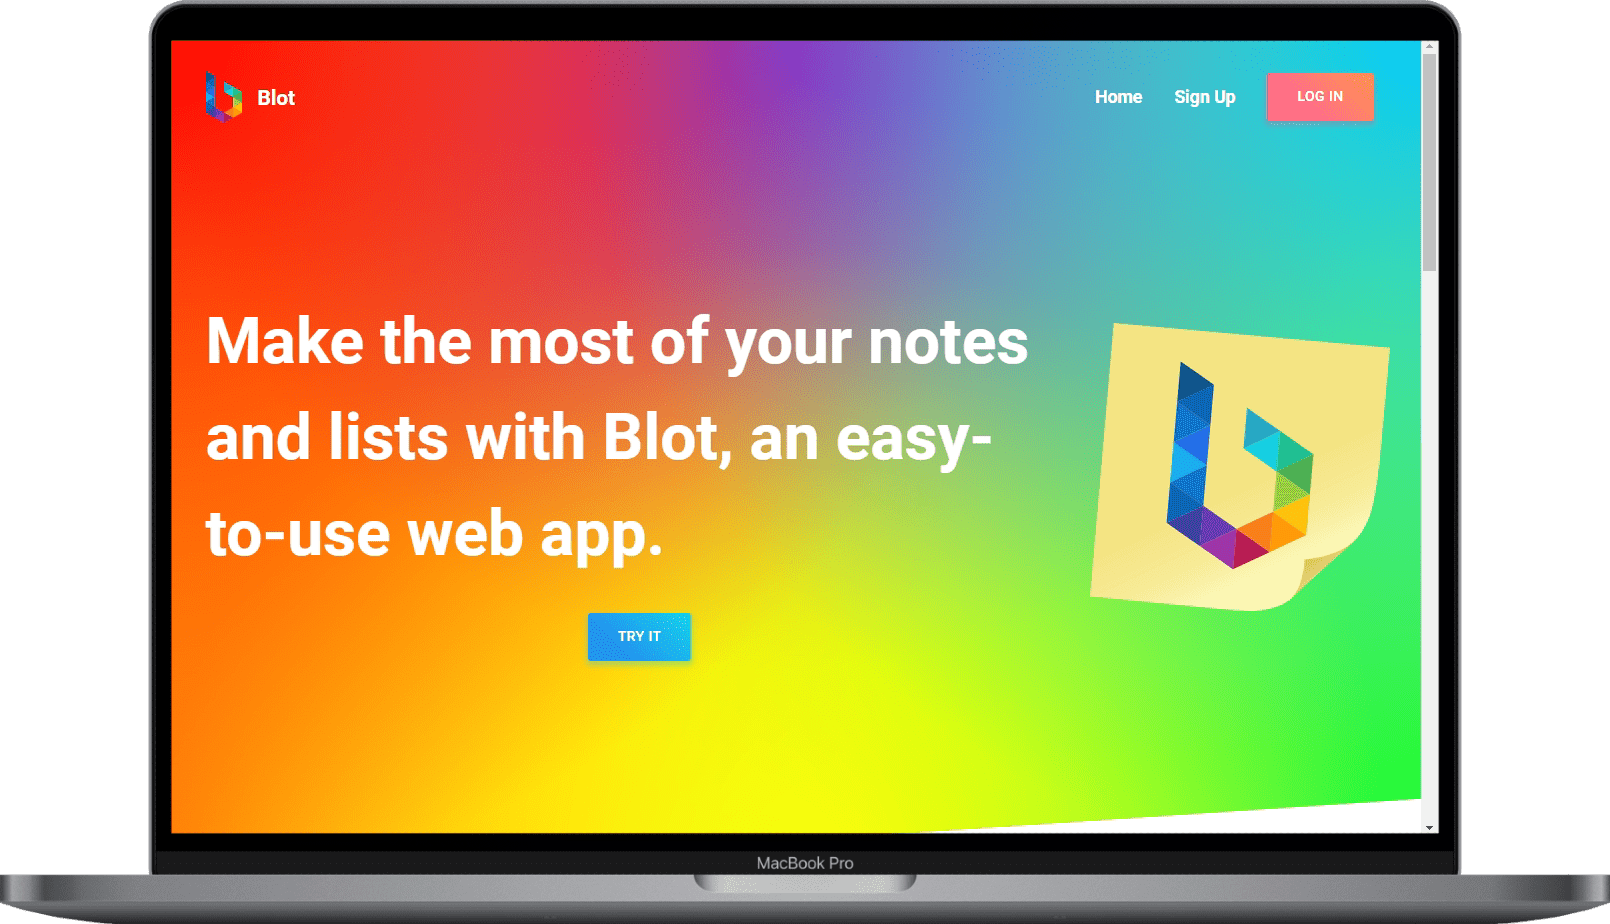 Blot
Home
Sign Up
LOG IN
Make the most of your notes
and lists with Blot, an easy-
to-use web app.
TRY IT
MacBook Pro